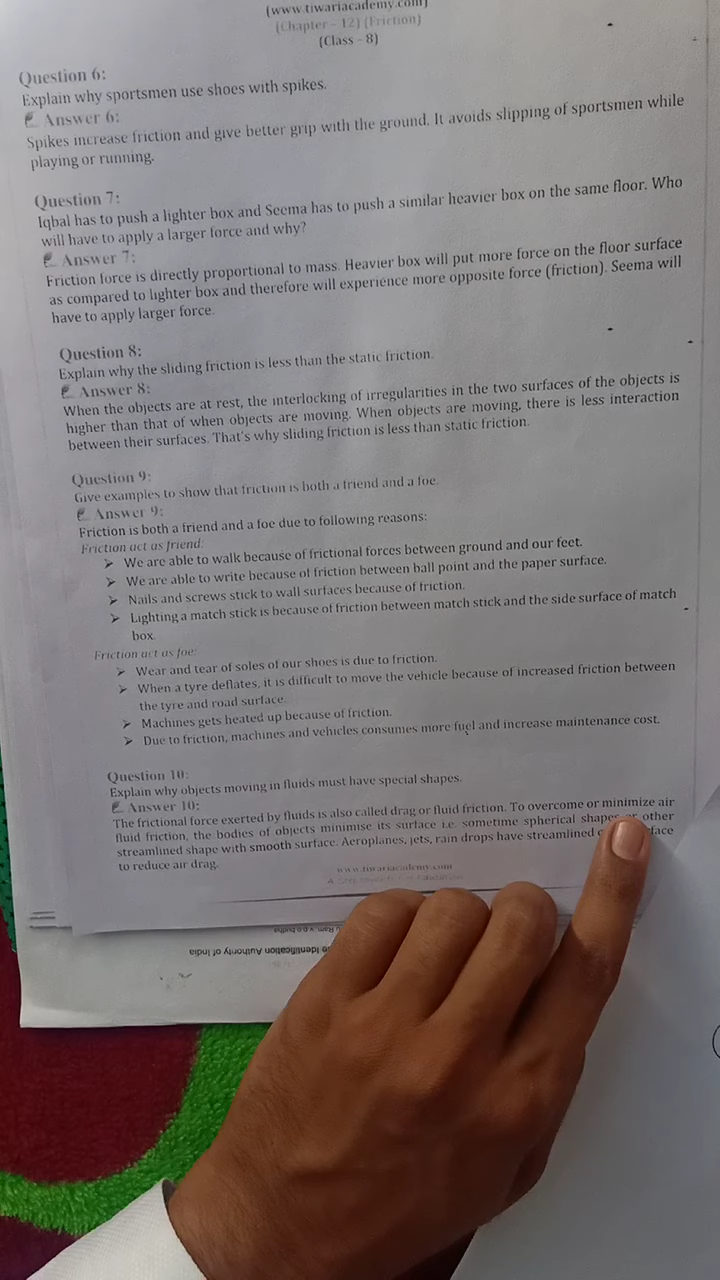 (www.tiwariacademy.com)
(Chapter – 12) (Friction)
(Class – 8)
Question 6:
Explain why sportsmen use shoes with spikes.
Answer 6:
Spikes increase friction and give better grip with the ground. It avoids slipping of sportsmen while
playing or running.
Question 7:
Iqbal has to push a lighter box and Seema has to push a similar heavier box on the same floor. Who
will have to apply a larger force and why?
Answer 7:
Friction force is directly proportional to mass. Heavier box will put more force on the floor surface
as compared to lighter box and therefore will experience more opposite force (friction). Seema will
have to apply larger force.
Question 8:
Explain why the sliding friction is less than the static friction.
Answer 8:
When the objects are at rest, the interlocking of irregularities in the two surfaces of the objects is
higher than that of when objects are moving. When objects are moving, there is less interaction
between their surfaces. That's why sliding friction is less than static friction.
Question 9:
Give examples to show that friction is both a friend and a foe.
Answer 9:
Friction is both a friend and a foe due to following reasons:
Friction act as friend:
➤ We are able to walk because of frictional forces between ground and our feet.
➤ We are able to write because of friction between ball point and the paper surface.
➤ Nails and screws stick to wall surfaces because of friction.
➤ Lighting a match stick is because of friction between match stick and the side surface of match
box.
Friction act as foe:
➤ Wear and tear of soles of our shoes is due to friction.
➤ When a tyre deflates, it is difficult to move the vehicle because of increased friction between
the tyre and road surface.
➤ Machines gets heated up because of friction.
➤ Due to friction, machines and vehicles consumes more fuel and increase maintenance cost.
Question 10:
Explain why objects moving in fluids must have special shapes.
Answer 10:
The frictional force exerted by fluids is also called drag or fluid friction. To overcome or minimize air
fluid friction, the bodies of objects minimise its surface i.e. sometime spherical shapes or other
streamlined shape with smooth surface. Aeroplanes, jets, rain drops have streamlined
to reduce air drag.
www.tiwariacademy.com
Identification Authority of India